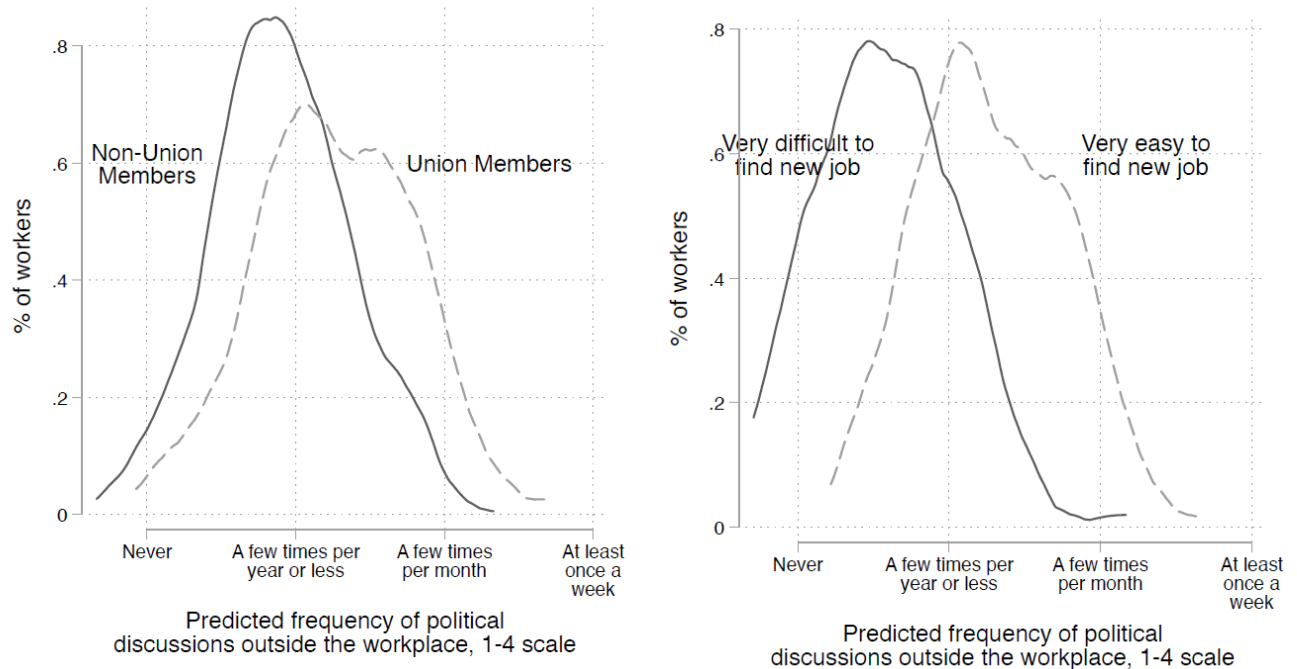 % of workers
.8
.6
.4
.2
0
Non-Union
Members
Union Members
Never
A few times per
year or less
A few times
per month
At least
once a
week
Predicted frequency of political
discussions outside the workplace, 1-4 scale
% of workers
.8
.6
.4
.2
0
Very difficult to
find new job
Very easy to
find new job
Never
A few times per
year or less
A few times
per month
At least
once a
week
Predicted frequency of political
discussions outside the workplace, 1-4 scale